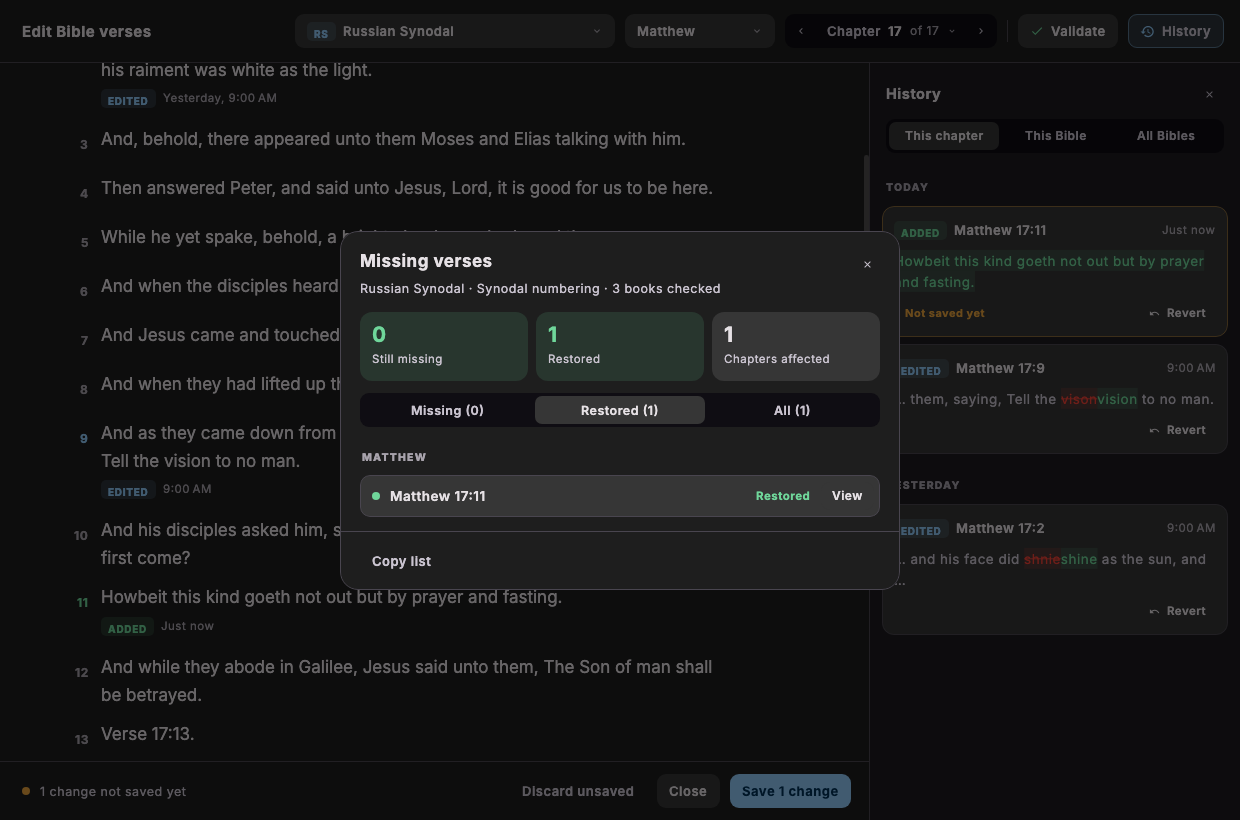 Edit Bible verses
RS Russian Synodal
Matthew
Chapter 17 of 17
Validate
History
his raiment was white as the light.
EDITED Yesterday, 9:00 AM
3 And, behold, there appeared unto them Moses and Elias talking with him.
4 Then answered Peter, and said unto Jesus, Lord, it is good for us to be here.
5 While he yet spake, behold, a
6 And when the disciples heard
7 And Jesus came and touched
8 And when they had lifted up
9 And as they came down from
Tell the vision to no man.
EDITED 9:00 AM
10 And his disciples asked him,
first come?
11 Howbeit this kind goeth not out but by prayer and fasting.
ADDED Just now
12 And while they abode in Galilee, Jesus said unto them, The Son of man shall
be betrayed.
13 Verse 17:13.
1 change not saved yet
Discard unsaved
Close
Save 1 change
Missing verses
Russian Synodal · Synodal numbering · 3 books checked
0
Still missing
1
Restored
1
Chapters affected
Missing (0)
Restored (1)
All (1)
MATTHEW
Matthew 17:11 Restored View
Copy list
History
This chapter
This Bible
All Bibles
TODAY
ADDED Matthew 17:11 Just now
Howbeit this kind goeth not out but by prayer
and fasting.
Not saved yet
Revert
EDITED Matthew 17:9 9:00 AM
.. them, saying, Tell the visonvision to no man.
Revert
YESTERDAY
EDITED Matthew 17:2 9:00 AM
.. and his face did shnieshine as the sun, and
...
Revert